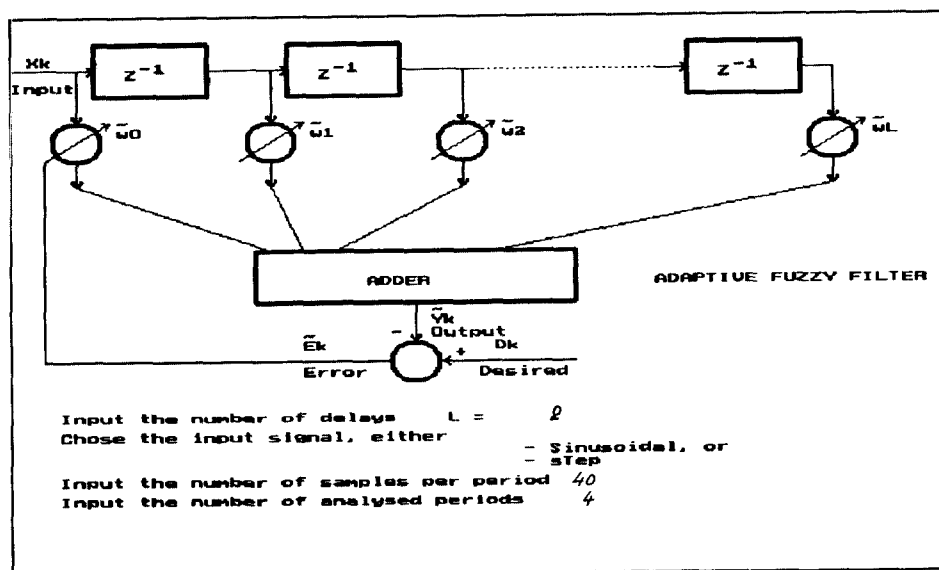 Xk
Input
z⁻¹
z⁻¹
z⁻¹
w̃0
w̃1
w̃2
w̃L
ADDER
ADAPTIVE FUZZY FILTER
Ỹk
- Output
Ẽk
+ Dk
Error
Desired
Input the number of delays L =
Chose the input signal, either
- Sinusoidal, or
- sTep
Input the number of samples per period 40
Input the number of analysed periods 4